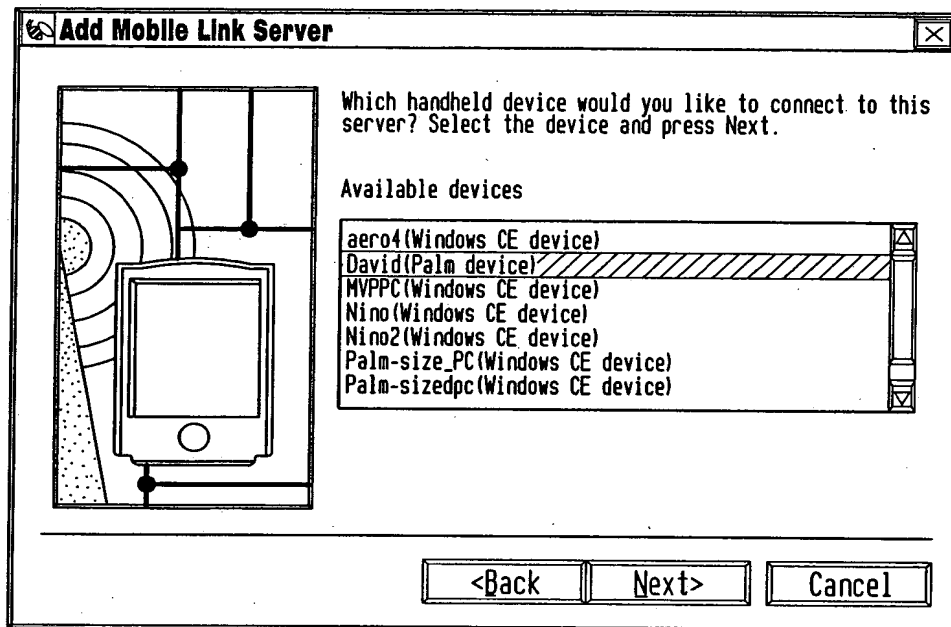 Add Mobile Link Server
Which handheld device would you like to connect to this
server? Select the device and press Next.
Available devices
aero4(Windows CE device)
David(Palm device)
MVPPC(Windows CE device)
Nino(Windows CE device)
Nino2(Windows CE device)
Palm-size_PC(Windows CE device)
Palm-sizedpc(Windows CE device)
<Back Next> Cancel